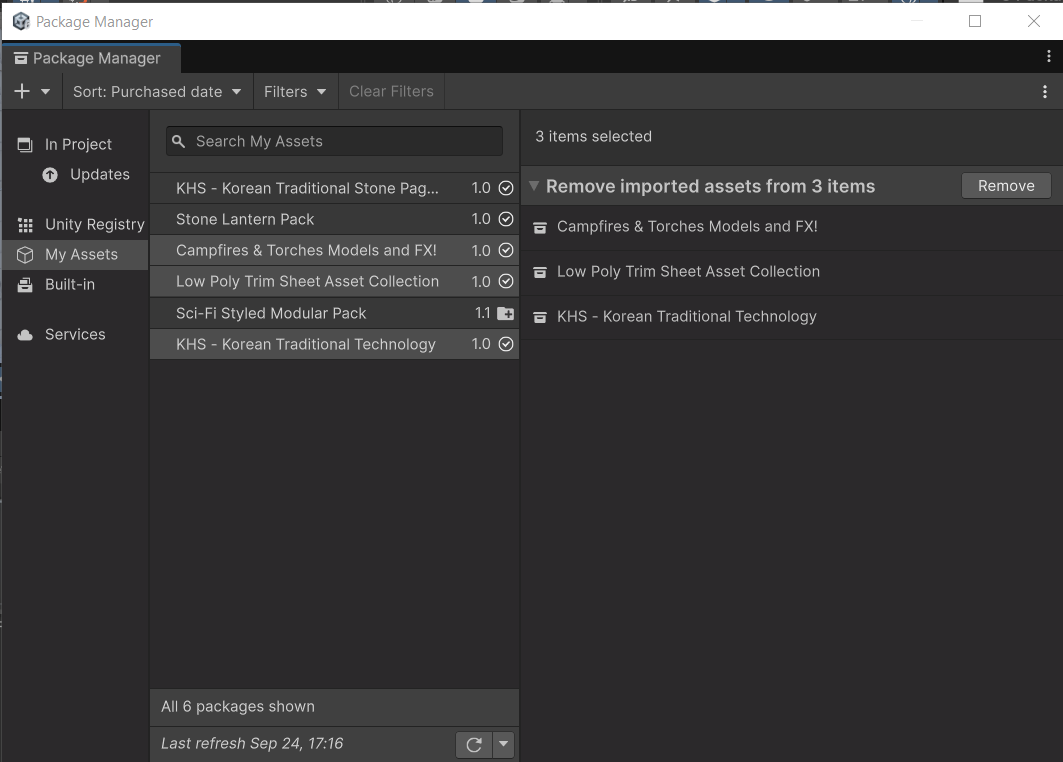 Package Manager
Package Manager
Sort: Purchased date
Filters
Clear Filters
In Project
Updates
Unity Registry
My Assets
Built-in
Services
Search My Assets
KHS - Korean Traditional Stone Pag... 1.0
Stone Lantern Pack 1.0
Campfires & Torches Models and FX! 1.0
Low Poly Trim Sheet Asset Collection 1.0
Sci-Fi Styled Modular Pack 1.1
KHS - Korean Traditional Technology 1.0
All 6 packages shown
Last refresh Sep 24, 17:16
3 items selected
Remove imported assets from 3 items Remove
Campfires & Torches Models and FX!
Low Poly Trim Sheet Asset Collection
KHS - Korean Traditional Technology